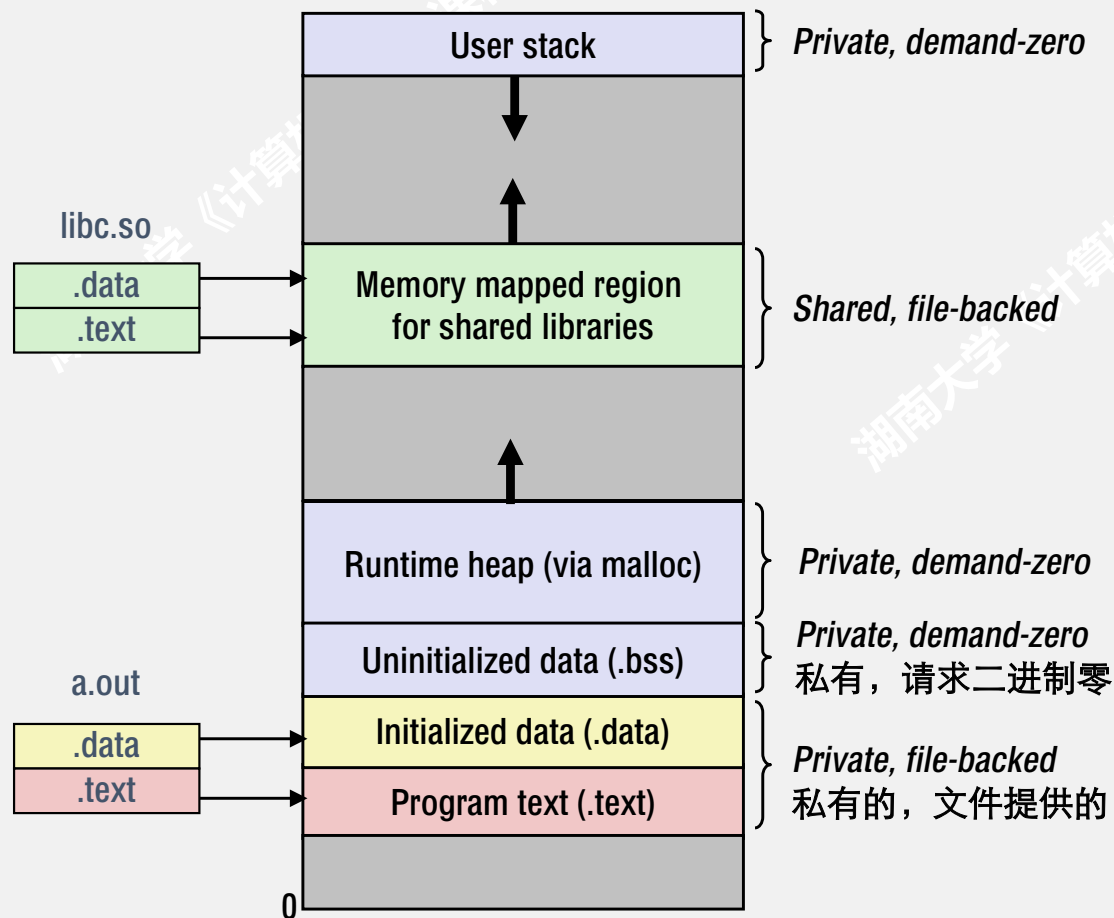 User stack
Private, demand-zero
libc.so
.data
.text
Memory mapped region
for shared libraries
Shared, file-backed
湖南大学《计算
Runtime heap (via malloc)
Private, demand-zero
Uninitialized data (.bss)
Private, demand-zero
私有，请求二进制零
a.out
.data
.text
Initialized data (.data)
Program text (.text)
Private, file-backed
私有的，文件提供的
0